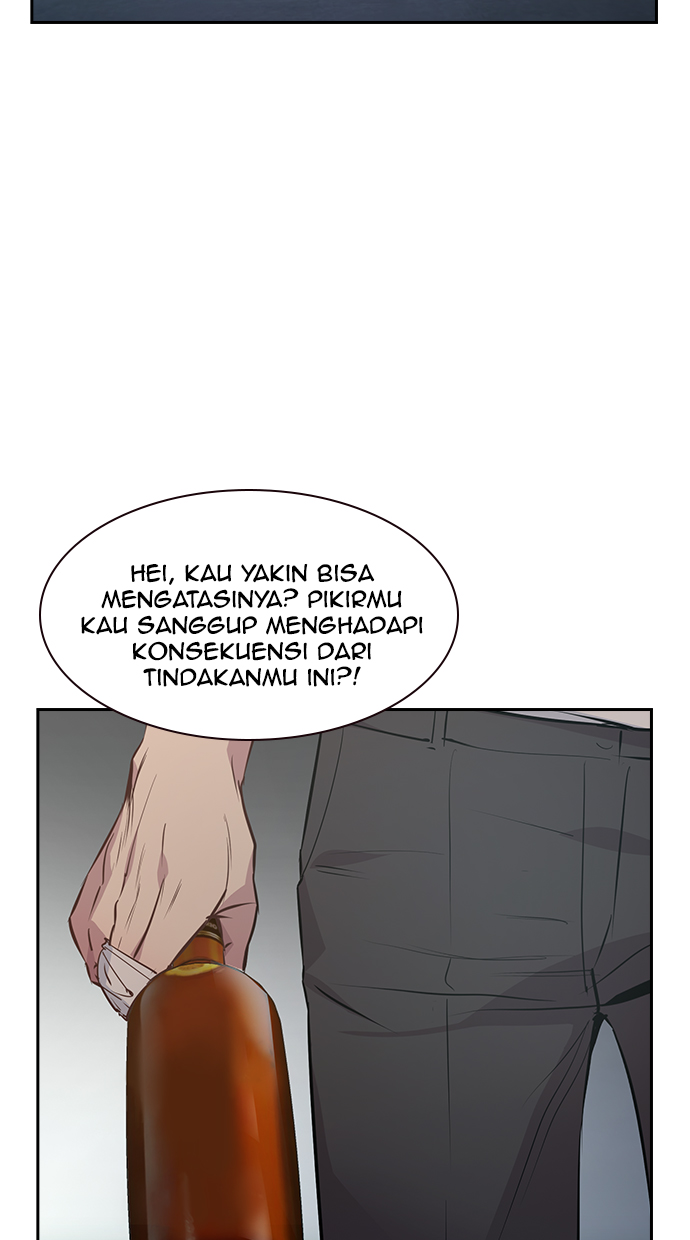 HEI, KAU YAKIN BISA
MENGATASINYA? PIKIRMU
KAU SANGGUP MENGHADAPI
KONSEKUENSI DARI
TINDAKANMU INI?!